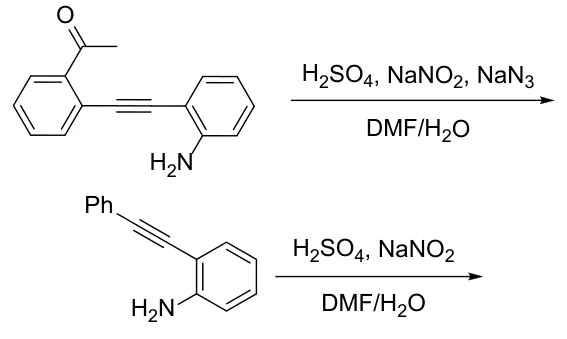 O
H₂SO₄, NaNO₂, NaN₃
DMF/H₂O
H₂N
Ph
H₂SO₄, NaNO₂
DMF/H₂O
H₂N